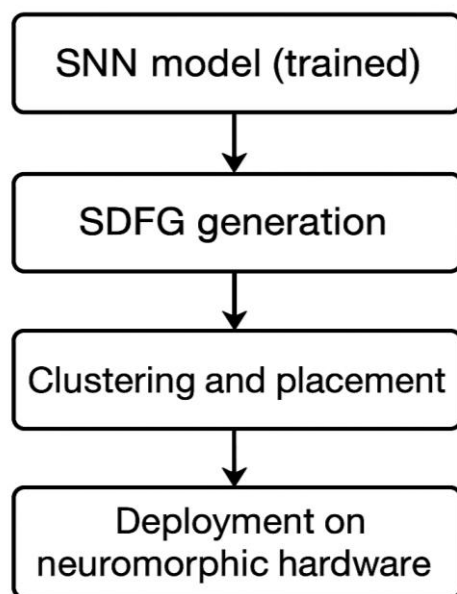 SNN model (trained)
SDFG generation
Clustering and placement
Deployment on
neuromorphic hardware